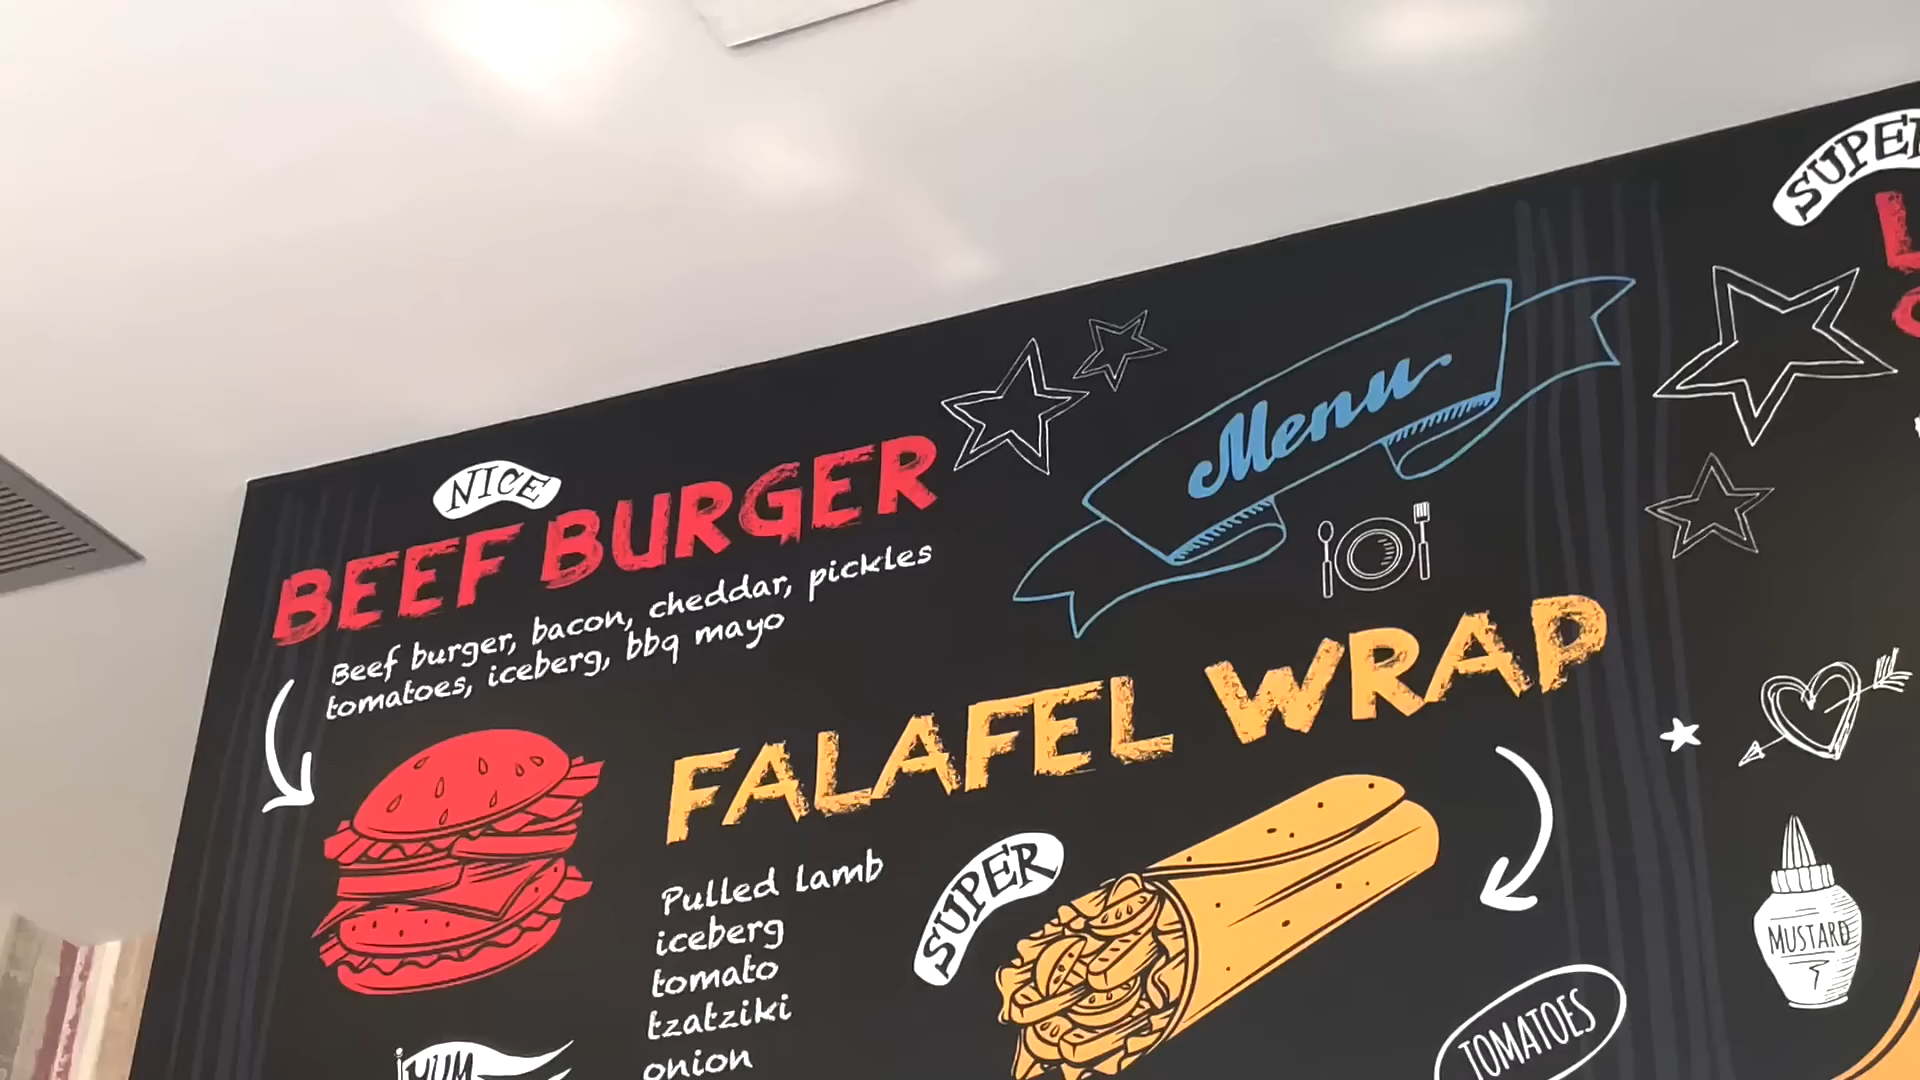 NICE
BEEF BURGER
Beef burger, bacon, cheddar, pickles
tomatoes, iceberg, bbq mayo
Menu
FALAFEL WRAP
Pulled lamb
iceberg
tomato
tzatziki
onion
SUPER
SUPER
MUSTARD
TOMATOES
YUM